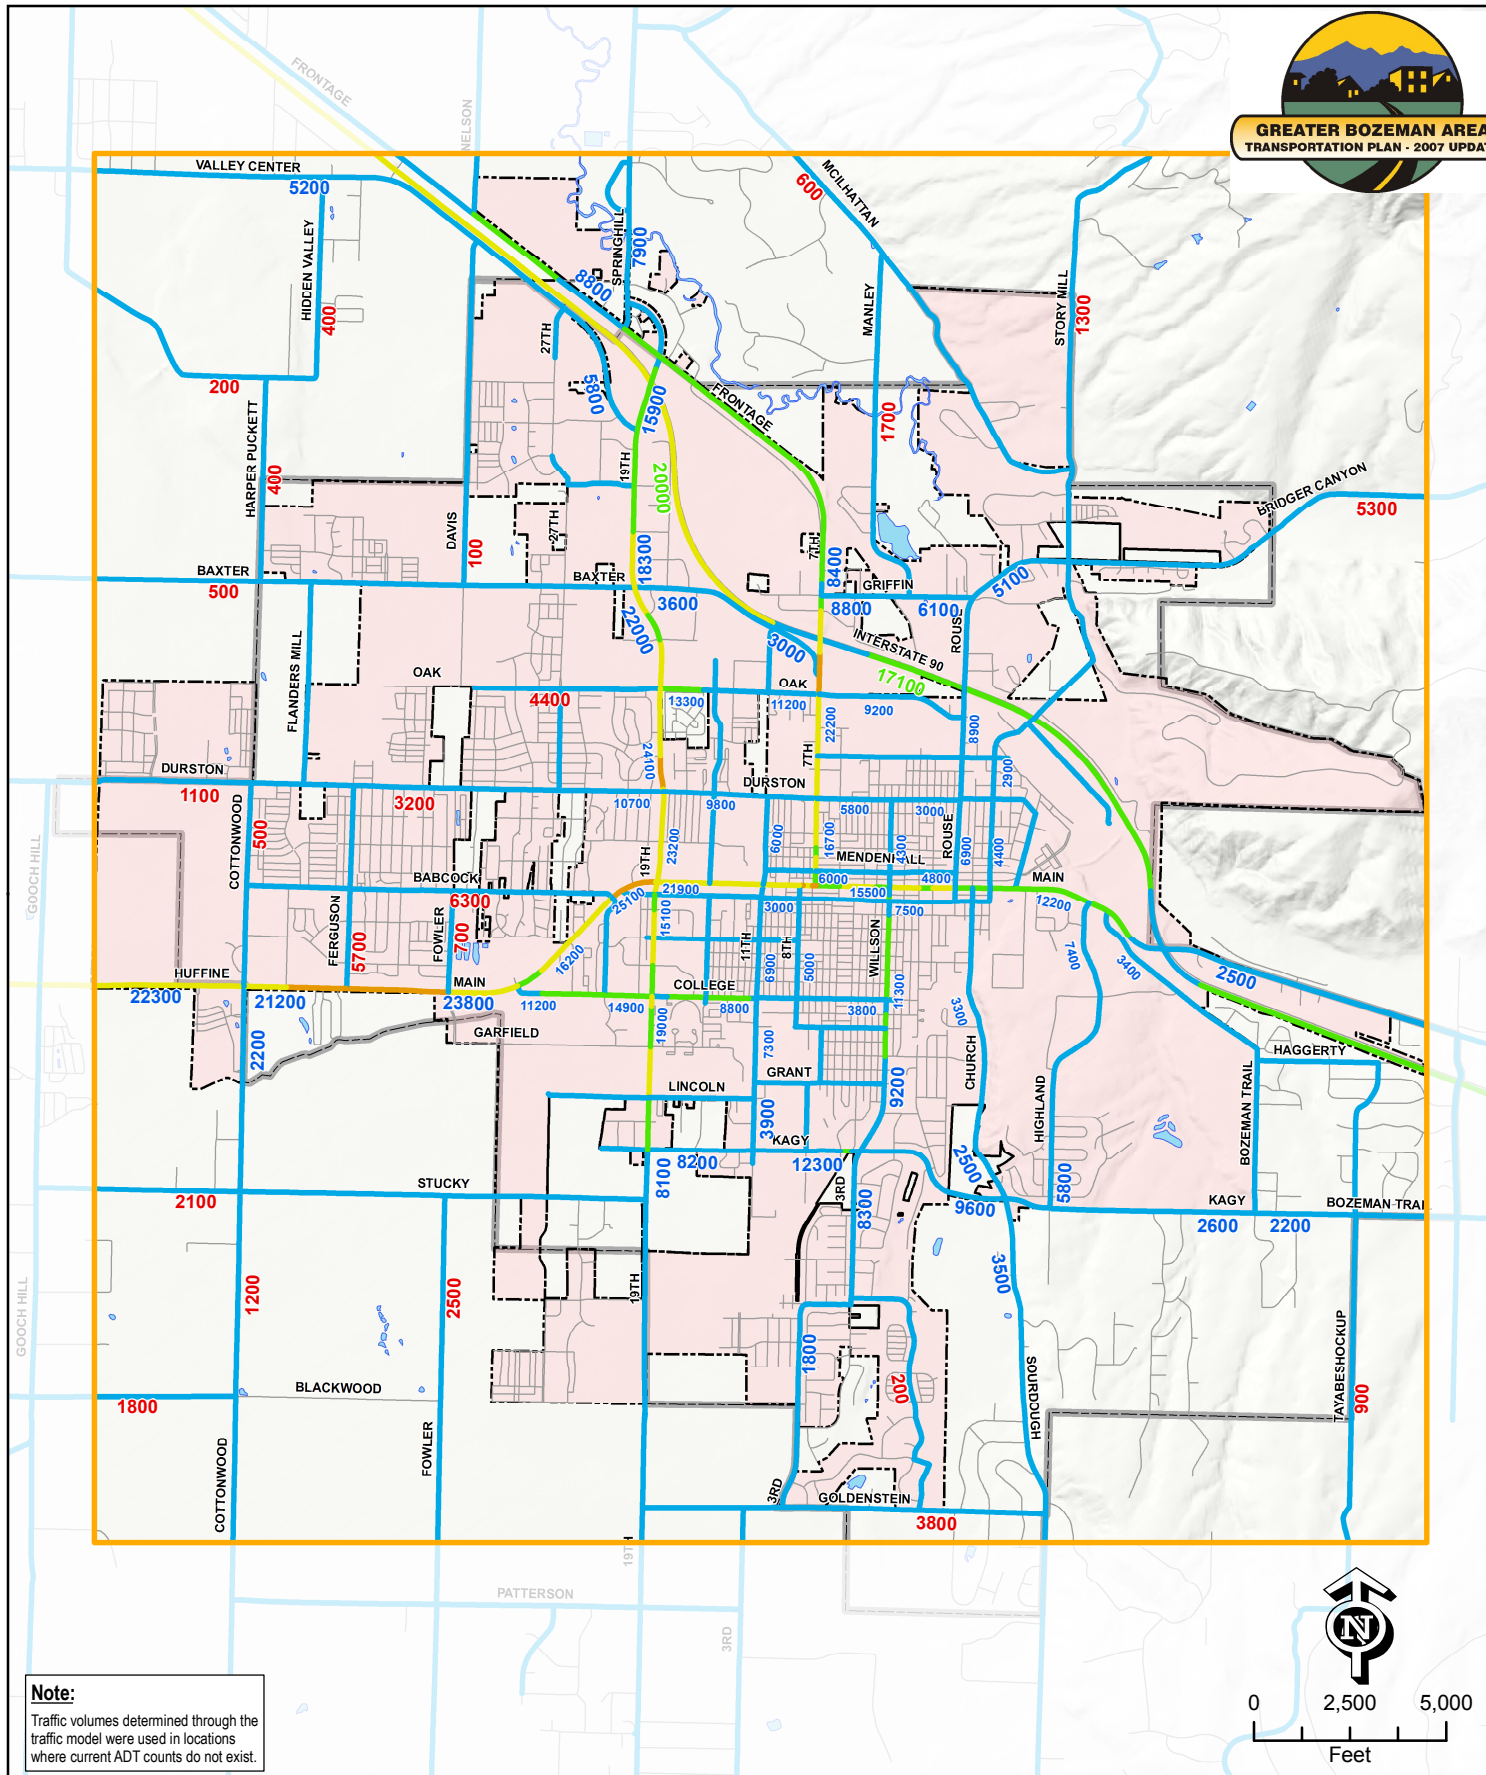 FRONTAGE
NELSON
GREATER BOZEMAN AREA
TRANSPORTATION PLAN - 2007 UPDAT
VALLEY CENTER
5200
HIDDEN VALLEY
400
8800
SPRINGHILL
7900
600
MCILHATTAN
MANLEY
STORY MILL
1300
27TH
5800
15900
FRONTAGE
1700
200
HARPER PUCKETT
400
19TH
20000
DAVIS
100
27TH
BRIDGER CANYON
5300
7TH
8400
18300
BAXTER
500
BAXTER
3600
GRIFFIN
8800
6100
5100
ROUSE
22000
3000
INTERSTATE 90
17100
FLANDERS MILL
OAK
4400
13300
OAK
11200
9200
22200
8900
24100
7TH
2900
DURSTON
1100
3200
DURSTON
10700
9800
5800
3000
COTTONWOOD
500
19TH
23200
6000
16700
4300
ROUSE
6900
4400
MENDENHALL
BABCOCK
6300
25100
21900
6000
4800
MAIN
15500
12200
3000
7500
FERGUSON
5700
FOWLER
700
15100
11TH
6900
8TH
5000
WILLSON
11300
7400
3400
16200
GOOCH HILL
HUFFINE
22300
21200
MAIN
23800
11200
14900
COLLEGE
8800
3800
3300
2500
GARFIELD
19000
7300
2200
HAGGERTY
LINCOLN
GRANT
9200
CHURCH
HIGHLAND
BOZEMAN TRAIL
3900
KAGY
8200
12300
8100
2500
5800
STUCKY
2100
3RD
8300
9600
KAGY
2600
2200
BOZEMAN TRAI
GOOCH HILL
1200
2500
19TH
3500
1800
200
SOURDOUGH
TAYABESHOCKUP
900
BLACKWOOD
1800
COTTONWOOD
FOWLER
3RD
GOLDENSTEIN
3800
19TH
PATTERSON
3RD
N
0 2,500 5,000
Feet
Note:
Traffic volumes determined through the
traffic model were used in locations
where current ADT counts do not exist.